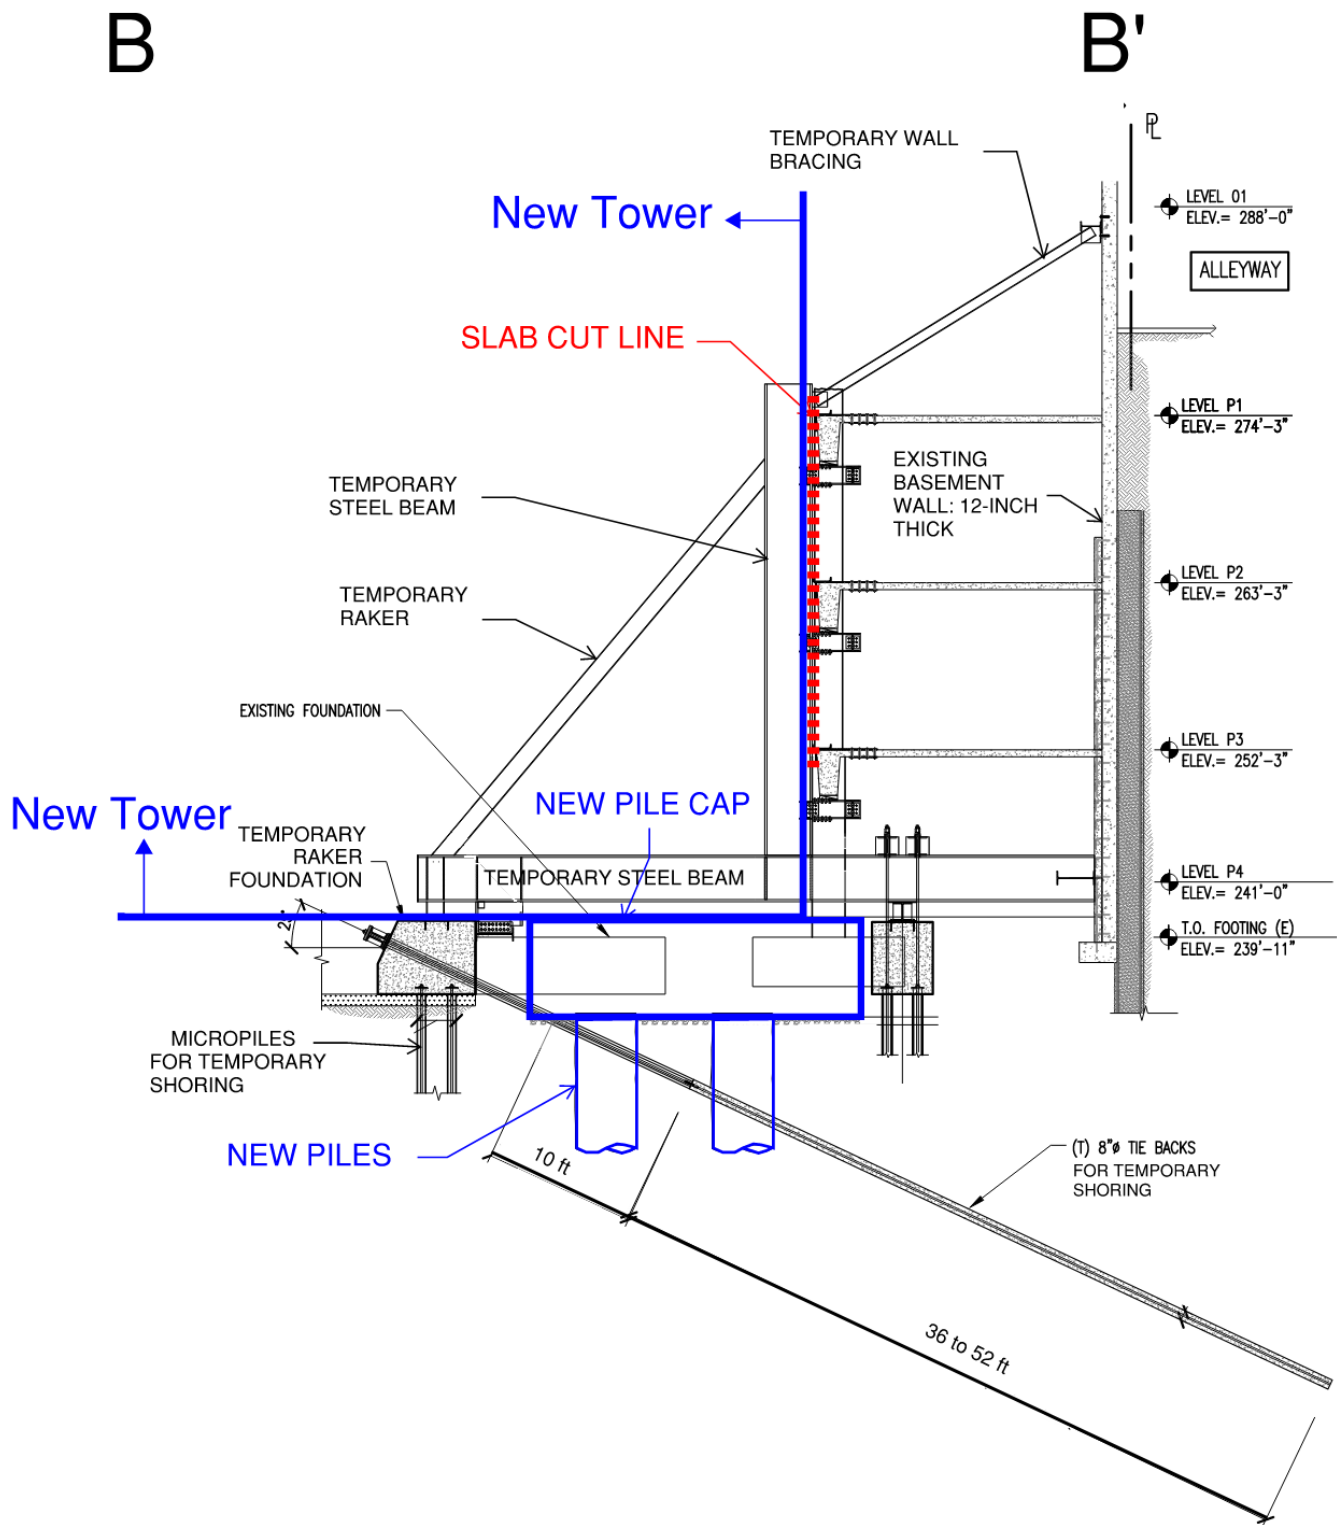 B
B'
PL
TEMPORARY WALL
BRACING
LEVEL 01
ELEV.= 288'-0"
New Tower
ALLEYWAY
SLAB CUT LINE
LEVEL P1
ELEV.= 274'-3"
EXISTING
BASEMENT
WALL: 12-INCH
THICK
TEMPORARY
STEEL BEAM
LEVEL P2
ELEV.= 263'-3"
TEMPORARY
RAKER
EXISTING FOUNDATION
LEVEL P3
ELEV.= 252'-3"
New Tower
NEW PILE CAP
TEMPORARY
RAKER
FOUNDATION
TEMPORARY STEEL BEAM
LEVEL P4
ELEV.= 241'-0"
T.O. FOOTING (E)
ELEV.= 239'-11"
MICROPILES
FOR TEMPORARY
SHORING
NEW PILES
10 ft
(T) 8"ø TIE BACKS
FOR TEMPORARY
SHORING
36 to 52 ft